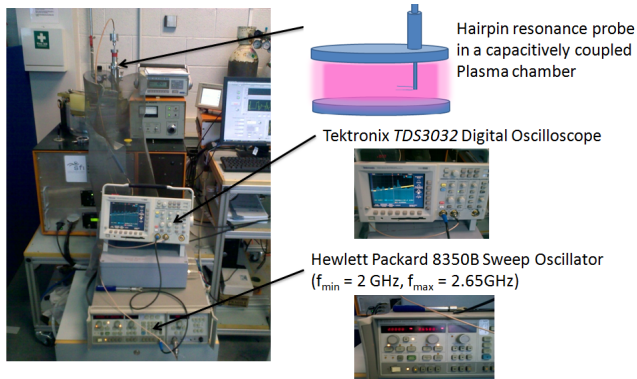 Hairpin resonance probe
in a capacitively coupled
Plasma chamber
Tektronix TDS3032 Digital Oscilloscope
Hewlett Packard 8350B Sweep Oscillator
(fmin = 2 GHz, fmax = 2.65GHz)